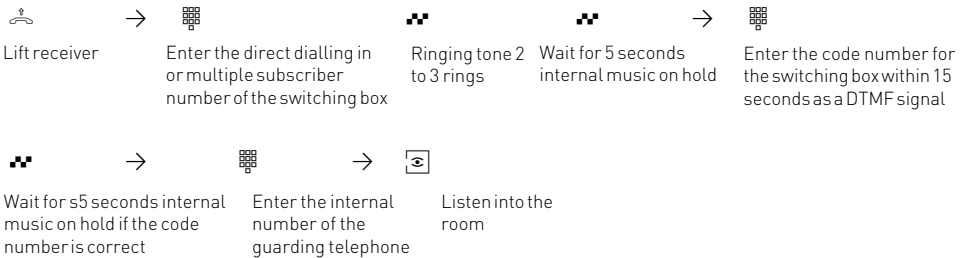 Lift receiver
Enter the direct dialling in
or multiple subscriber
number of the switching box
Ringing tone 2
to 3 rings
Wait for 5 seconds
internal music on hold
Enter the code number for
the switching box within 15
seconds as a DTMF signal
Wait for s5 seconds internal
music on hold if the code
number is correct
Enter the internal
number of the
guarding telephone
Listen into the
room